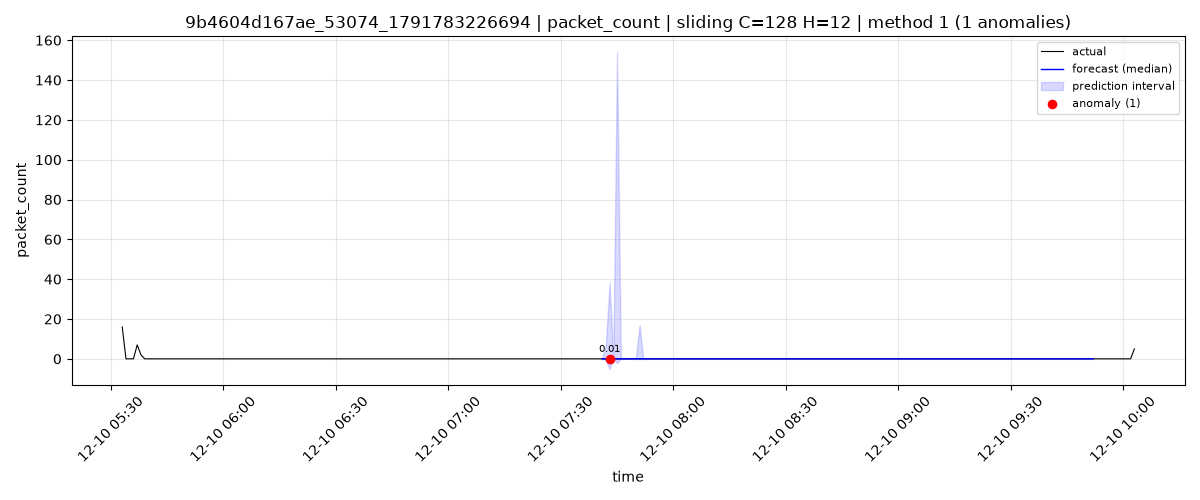 9b4604d167ae_53074_1791783226694 | packet_count | sliding C=128 H=12 | method 1 (1 anomalies)
160
140
120
100
80
60
40
20
0
packet_count
actual
forecast (median)
prediction interval
anomaly (1)
0.01
12-10 05:30
12-10 06:00
12-10 06:30
12-10 07:00
12-10 07:30
12-10 08:00
12-10 08:30
12-10 09:00
12-10 09:30
12-10 10:00
time